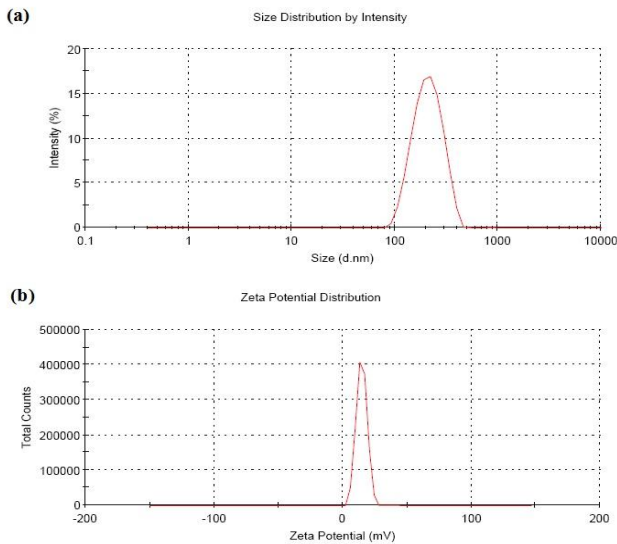 (a)
Size Distribution by Intensity
20
15
10
5
0
Intensity (%)
0.1 1 10 100 1000 10000
Size (d.nm)
(b)
Zeta Potential Distribution
500000
400000
300000
200000
100000
0
Total Counts
-200 -100 0 100 200
Zeta Potential (mV)